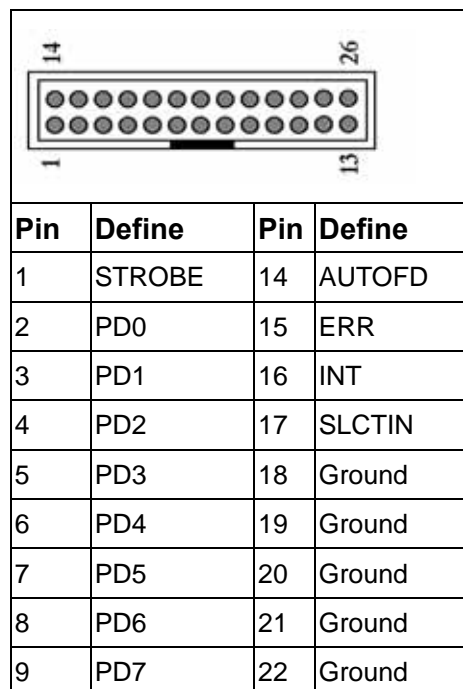 14 26
1 13
Pin Define Pin Define
1 STROBE 14 AUTOFD
2 PD0 15 ERR
3 PD1 16 INT
4 PD2 17 SLCTIN
5 PD3 18 Ground
6 PD4 19 Ground
7 PD5 20 Ground
8 PD6 21 Ground
9 PD7 22 Ground